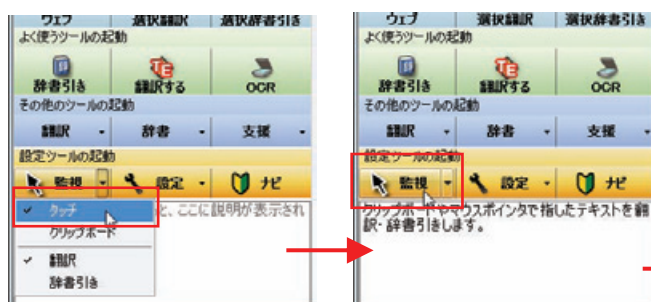 ウェブ 選択翻訳 選択辞書引き
よく使うツールの起動
辞書引き 翻訳する OCR
その他のツールの起動
翻訳 辞書 支援
設定ツールの起動
監視 設定 ナビ
タッチ
と、ここに説明が表示され
クリップボード
翻訳
辞書引き
ウェブ 選択翻訳 選択辞書引き
よく使うツールの起動
辞書引き 翻訳する OCR
その他のツールの起動
翻訳 辞書 支援
設定ツールの起動
監視 設定 ナビ
クリップボードやマウスポインタで指したテキストを翻
訳・辞書引きします。